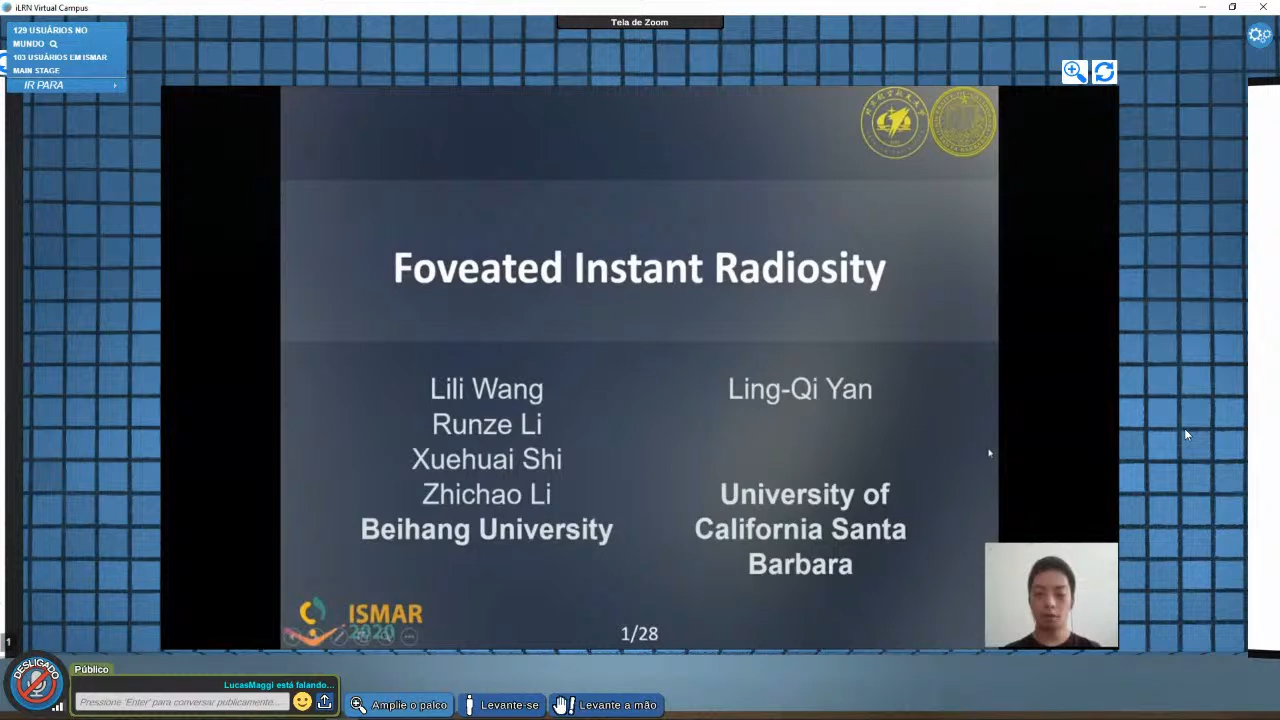 iLRN Virtual Campus
Tela de Zoom
129 USUÁRIOS NO
MUNDO
103 USUÁRIOS EM ISMAR
MAIN STAGE
IR PARA
Foveated Instant Radiosity
Lili Wang
Runze Li
Xuehuai Shi
Zhichao Li
Beihang University
Ling-Qi Yan
University of
California Santa
Barbara
ISMAR
2020
1/28
1
DESLIGADO
Público
LucasMaggi está falando...
Pressione 'Enter' para conversar publicamente...
Amplie o palco
Levante-se
Levante a mão